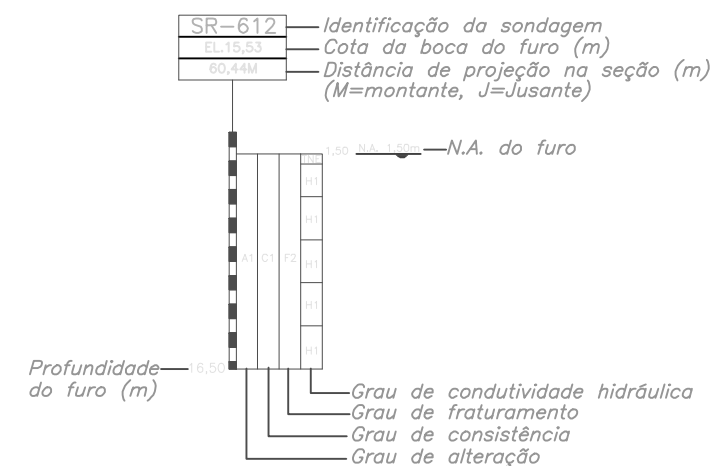 SR-612
Identificação da sondagem
EL.15,53
Cota da boca do furo (m)
60,44M
Distância de projeção na seção (m)
(M=montante, J=Jusante)
1,50
N.A. 1,50m
N.A. do furo
INE
H1
H1
A1
C1
F2
H1
H1
H1
Profundidade
do furo (m)
16,50
Grau de condutividade hidráulica
Grau de fraturamento
Grau de consistência
Grau de alteração